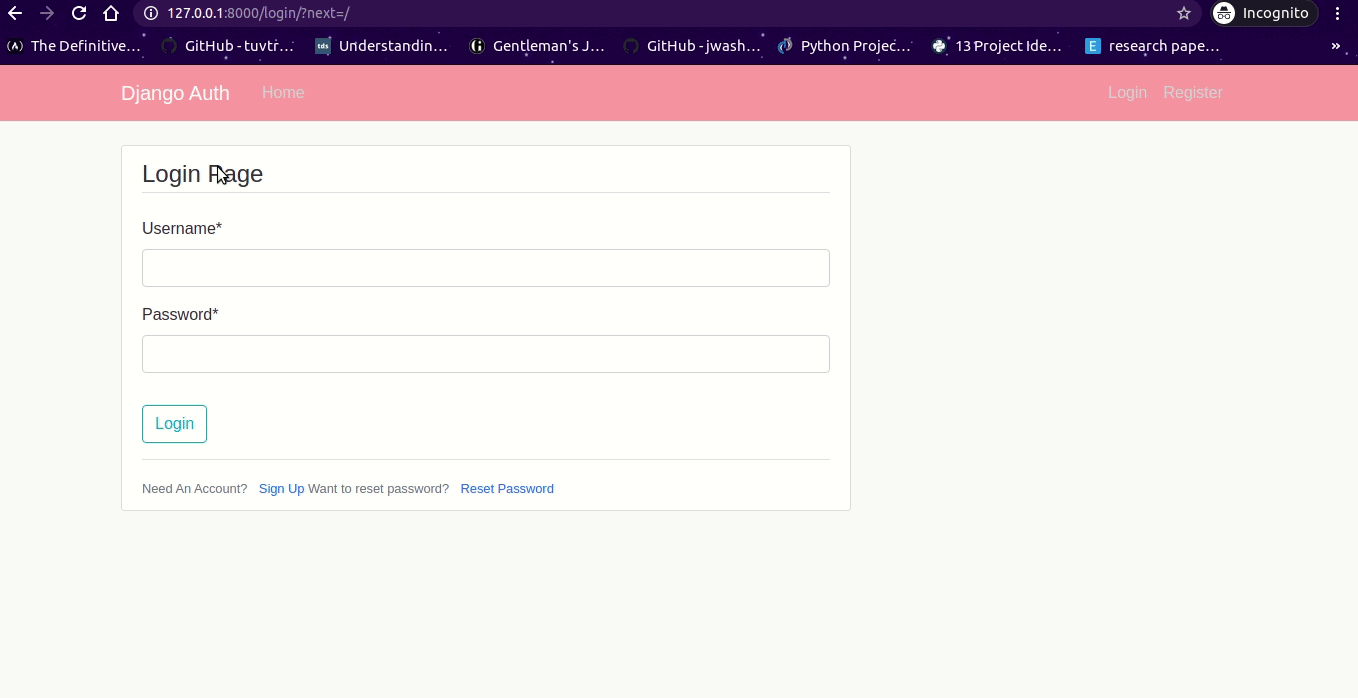 127.0.0.1:8000/login/?next=/
Incognito
The Definitive...
GitHub - tuvtr...
tds Understandin...
Gentleman's J...
GitHub - jwash...
Python Projec...
13 Project Ide...
E research pape...
»
Django Auth Home Login Register
Login Page
Username*
Password*
Login
Need An Account? Sign Up Want to reset password? Reset Password